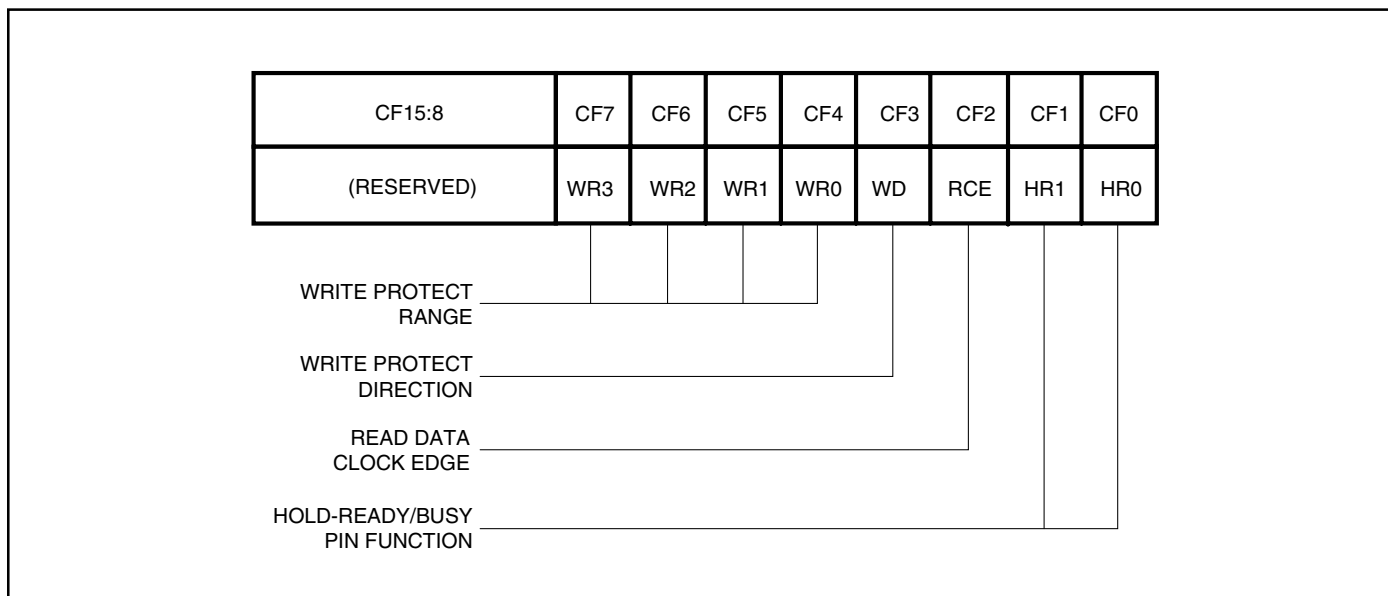 CF15:8 CF7 CF6 CF5 CF4 CF3 CF2 CF1 CF0
(RESERVED) WR3 WR2 WR1 WR0 WD RCE HR1 HR0
WRITE PROTECT
RANGE
WRITE PROTECT
DIRECTION
READ DATA
CLOCK EDGE
HOLD-READY/BUSY
PIN FUNCTION